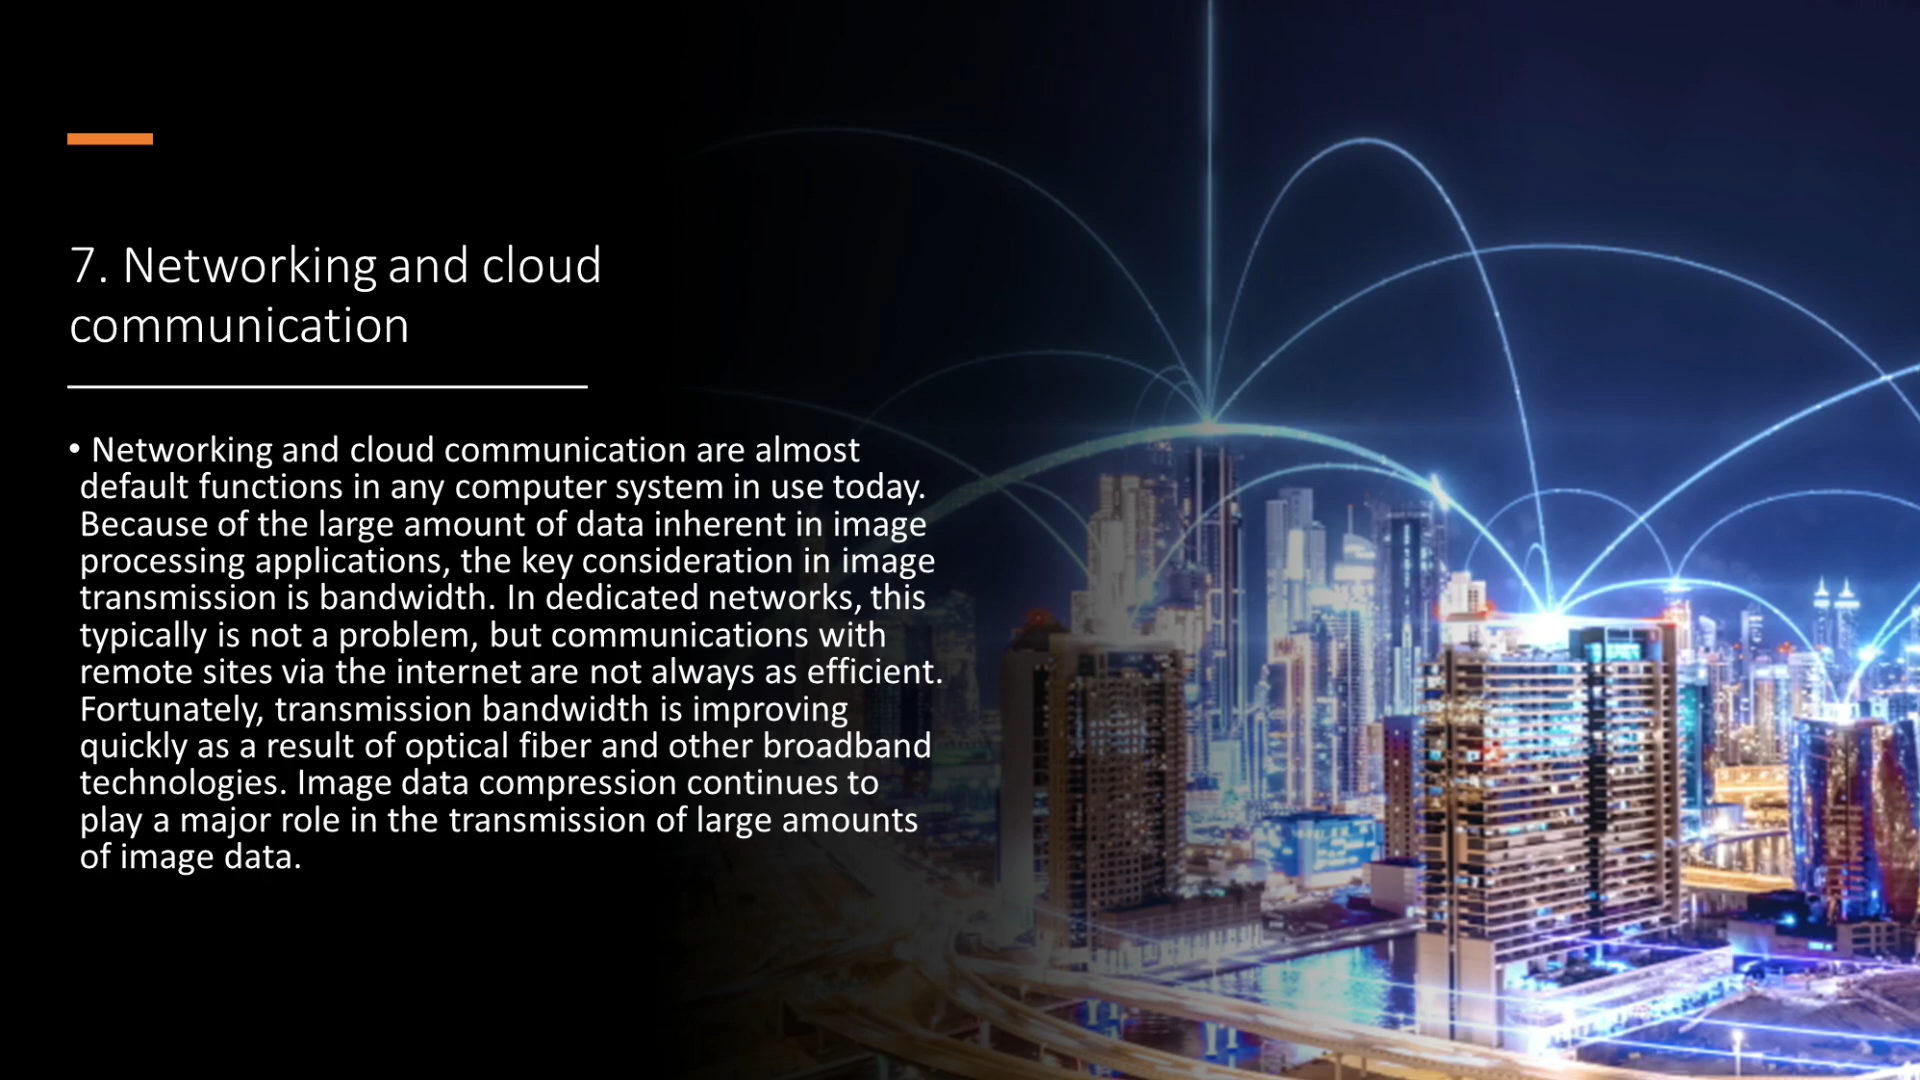 7. Networking and cloud
communication
• Networking and cloud communication are almost
default functions in any computer system in use today.
Because of the large amount of data inherent in image
processing applications, the key consideration in image
transmission is bandwidth. In dedicated networks, this
typically is not a problem, but communications with
remote sites via the internet are not always as efficient.
Fortunately, transmission bandwidth is improving
quickly as a result of optical fiber and other broadband
technologies. Image data compression continues to
play a major role in the transmission of large amounts
of image data.